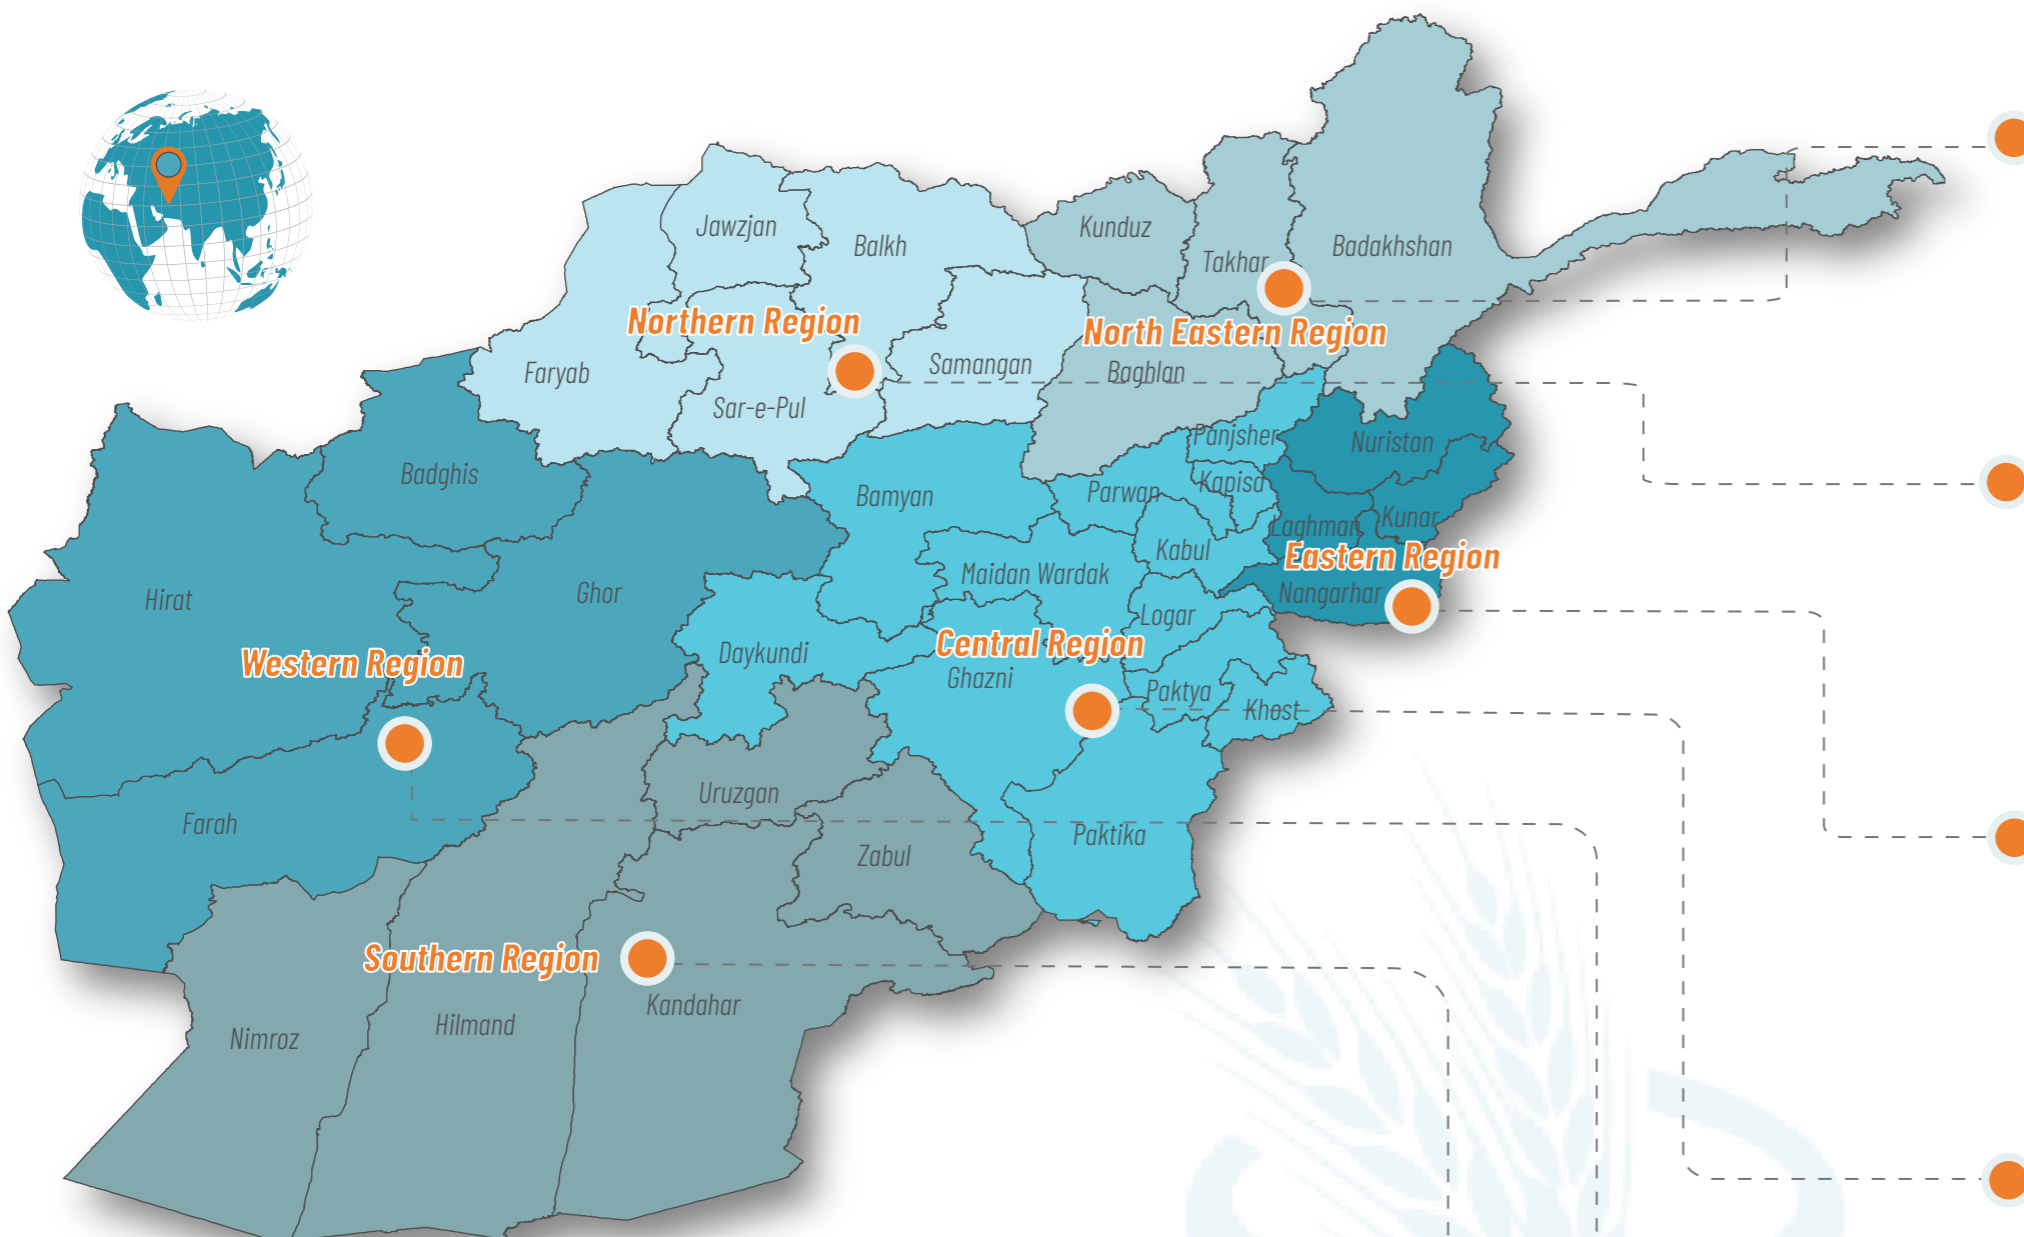 Jawzjan
Balkh
Kunduz
Takhar
Badakhshan
Northern Region
North Eastern Region
Faryab
Samangan
Baghlan
Sar-e-Pul
Panjsher
Nuristan
Badghis
Bamyan
Parwan
Kapisa
Laghman
Kunar
Kabul
Eastern Region
Hirat
Ghor
Maidan Wardak
Nangarhar
Logar
Western Region
Daykundi
Central Region
Ghazni
Paktya
Khost
Uruzgan
Farah
Paktika
Zabul
Southern Region
Kandahar
Nimroz
Hilmand